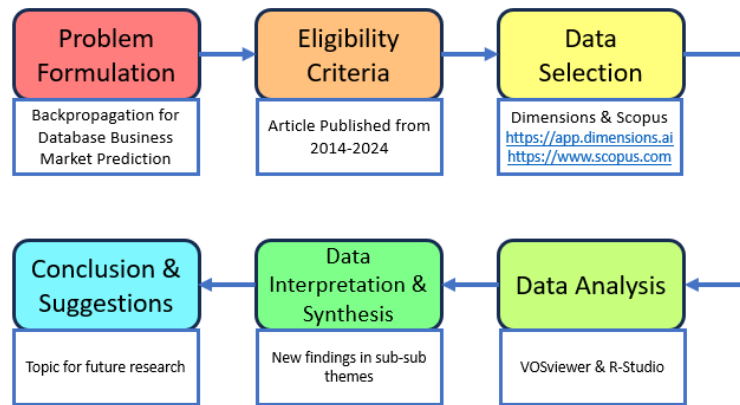 Problem
Formulation
Backpropagation for
Database Business
Market Prediction
Eligibility
Criteria
Article Published from
2014-2024
Data
Selection
Dimensions & Scopus
https://app.dimensions.ai
https://www.scopus.com
Data Analysis
VOSviewer & R-Studio
Data
Interpretation &
Synthesis
New findings in sub-sub
themes
Conclusion &
Suggestions
Topic for future research